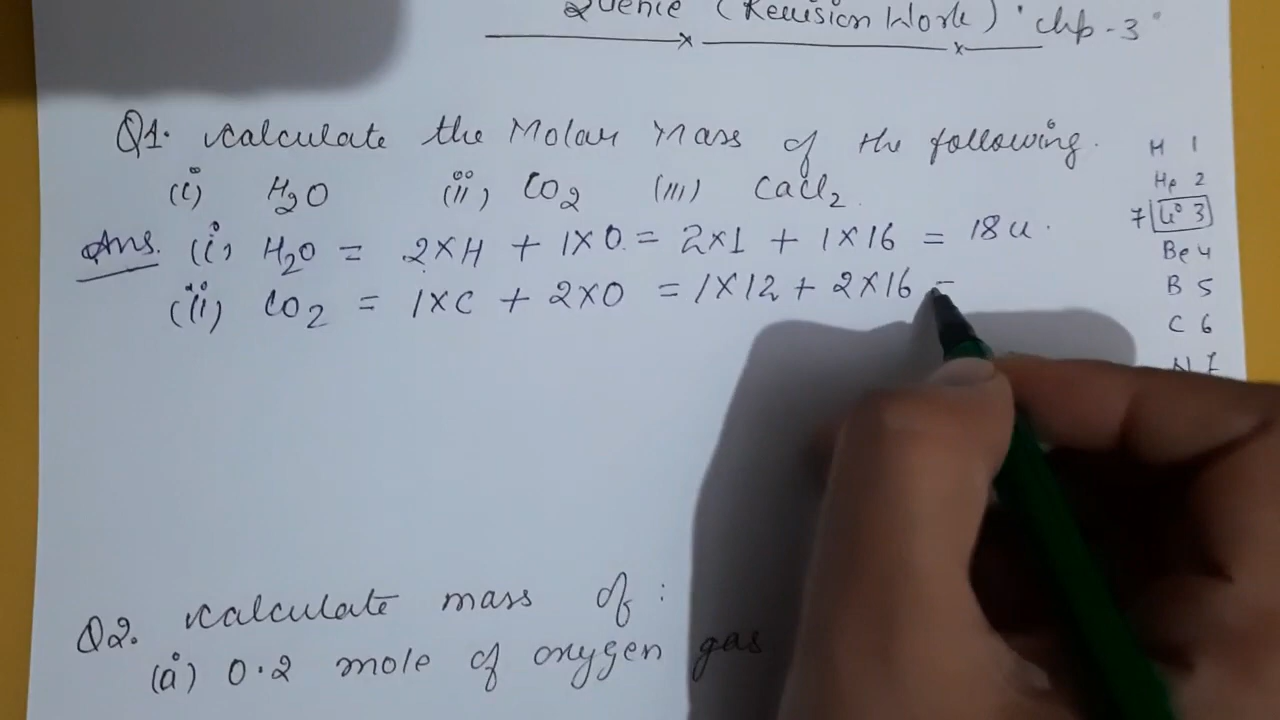 (Revision Work) "Chp-3"
Q1. Calculate the Molar Mass of the following.
(i) H2O (ii) CO2 (iii) CaCl2
Ans. (i) H2O = 2×H + 1×O = 2×1 + 1×16 = 18u.
(ii) CO2 = 1×C + 2×O = 1×12 + 2×16 =
H 1
He 2
7 Li 3
Be 4
B 5
C 6
N 7
Q2. Calculate mass of :
(a) 0.2 mole of oxygen gas